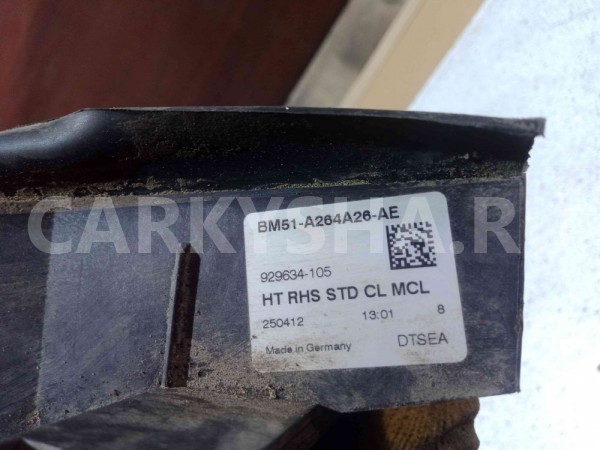 BM51-A264A26-AE
CARKYSHA.R
929634-105
HT RHS STD CL MCL
250412 13:01 8
Made in Germany DTSEA